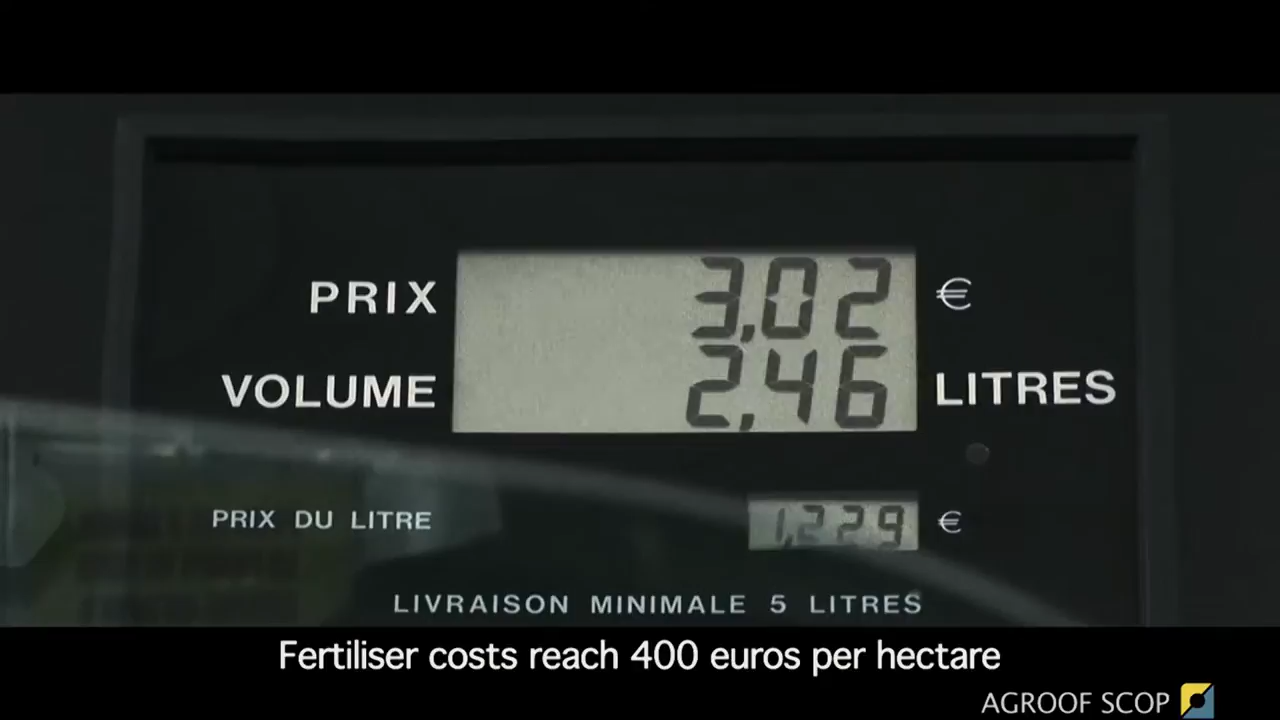 PRIX 3,02 €
VOLUME 2,46 LITRES
PRIX DU LITRE 1,229 €
LIVRAISON MINIMALE 5 LITRES
Fertiliser costs reach 400 euros per hectare
AGROOF SCOP